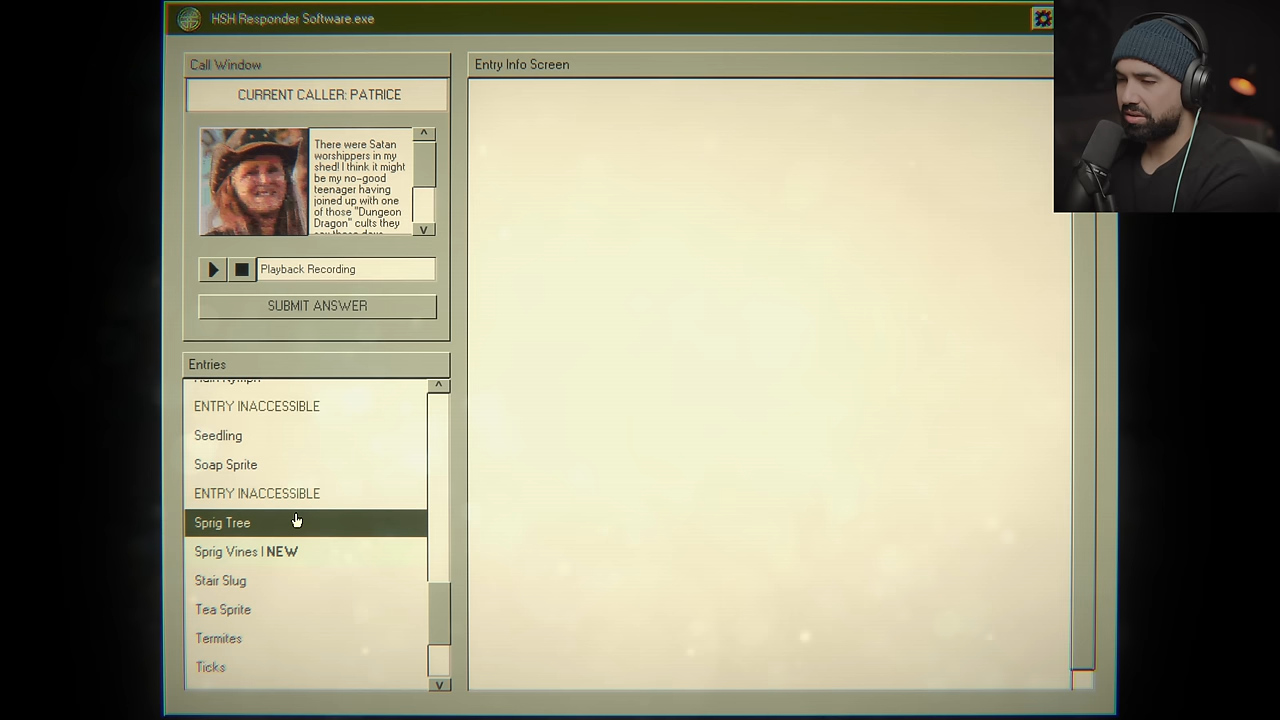 HSH Responder Software.exe
Call Window
CURRENT CALLER: PATRICE
There were Satan
worshippers in my
shed! I think it might
be my no-good
teenager having
joined up with one
of those "Dungeon
Dragon" cults they
Playback Recording
SUBMIT ANSWER
Entries
ENTRY INACCESSIBLE
Seedling
Soap Sprite
ENTRY INACCESSIBLE
Sprig Tree
Sprig Vines | NEW
Stair Slug
Tea Sprite
Termites
Ticks
Entry Info Screen